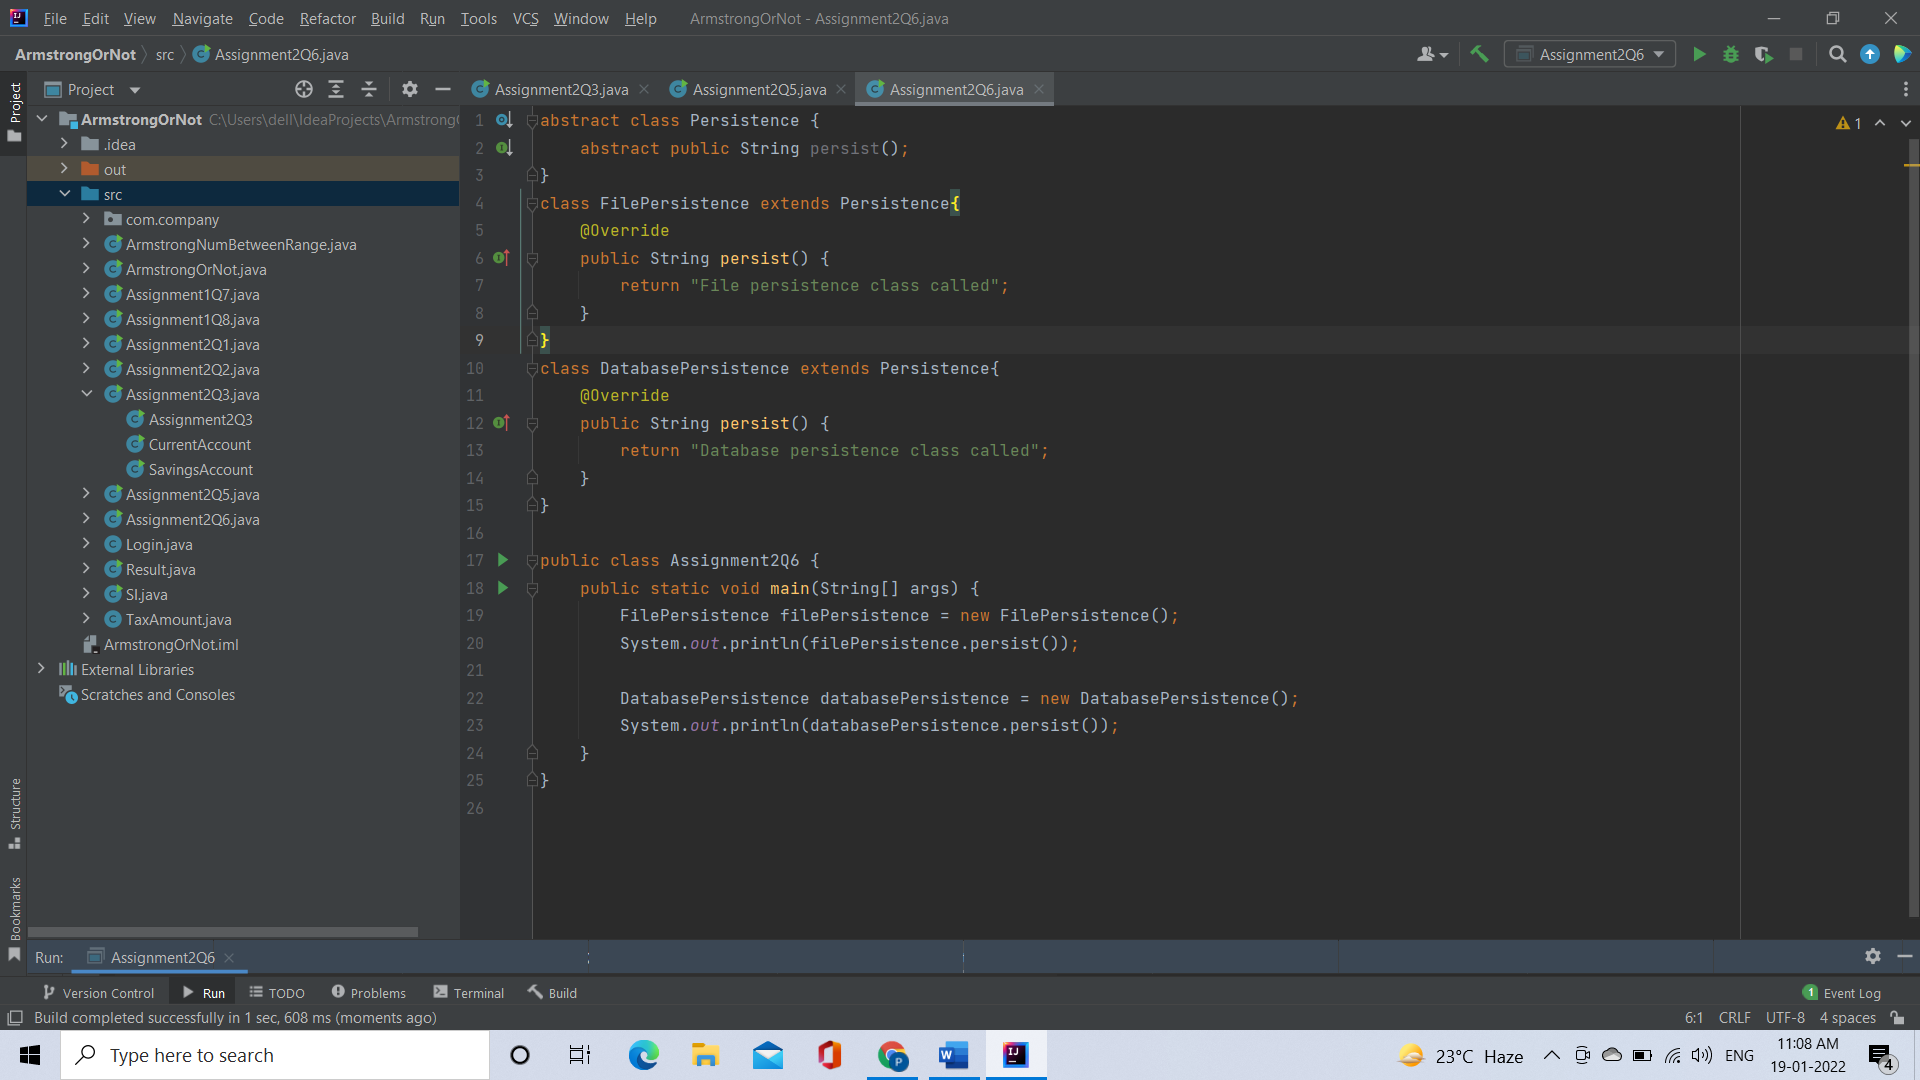 File Edit View Navigate Code Refactor Build Run Tools VCS Window Help ArmstrongOrNot - Assignment2Q6.java
ArmstrongOrNot src Assignment2Q6.java
Assignment2Q6
Project
Project
Assignment2Q3.java Assignment2Q5.java Assignment2Q6.java
ArmstrongOrNot C:\Users\dell\IdeaProjects\Armstrong
.idea
out
src
com.company
ArmstrongNumBetweenRange.java
ArmstrongOrNot.java
Assignment1Q7.java
Assignment1Q8.java
Assignment2Q1.java
Assignment2Q2.java
Assignment2Q3.java
Assignment2Q3
CurrentAccount
SavingsAccount
Assignment2Q5.java
Assignment2Q6.java
Login.java
Result.java
SI.java
TaxAmount.java
ArmstrongOrNot.iml
External Libraries
Scratches and Consoles
Structure
Bookmarks
1 abstract class Persistence {
2 abstract public String persist();
3 }
4 class FilePersistence extends Persistence{
5 @Override
6 public String persist() {
7 return "File persistence class called";
8 }
9 }
10 class DatabasePersistence extends Persistence{
11 @Override
12 public String persist() {
13 return "Database persistence class called";
14 }
15 }
16
17 public class Assignment2Q6 {
18 public static void main(String[] args) {
19 FilePersistence filePersistence = new FilePersistence();
20 System.out.println(filePersistence.persist());
21
22 DatabasePersistence databasePersistence = new DatabasePersistence();
23 System.out.println(databasePersistence.persist());
24 }
25 }
26
1
Run: Assignment2Q6
Version Control Run TODO Problems Terminal Build 1 Event Log
Build completed successfully in 1 sec, 608 ms (moments ago) 6:1 CRLF UTF-8 4 spaces
Type here to search
23°C Haze ENG
11:08 AM
19-01-2022
4